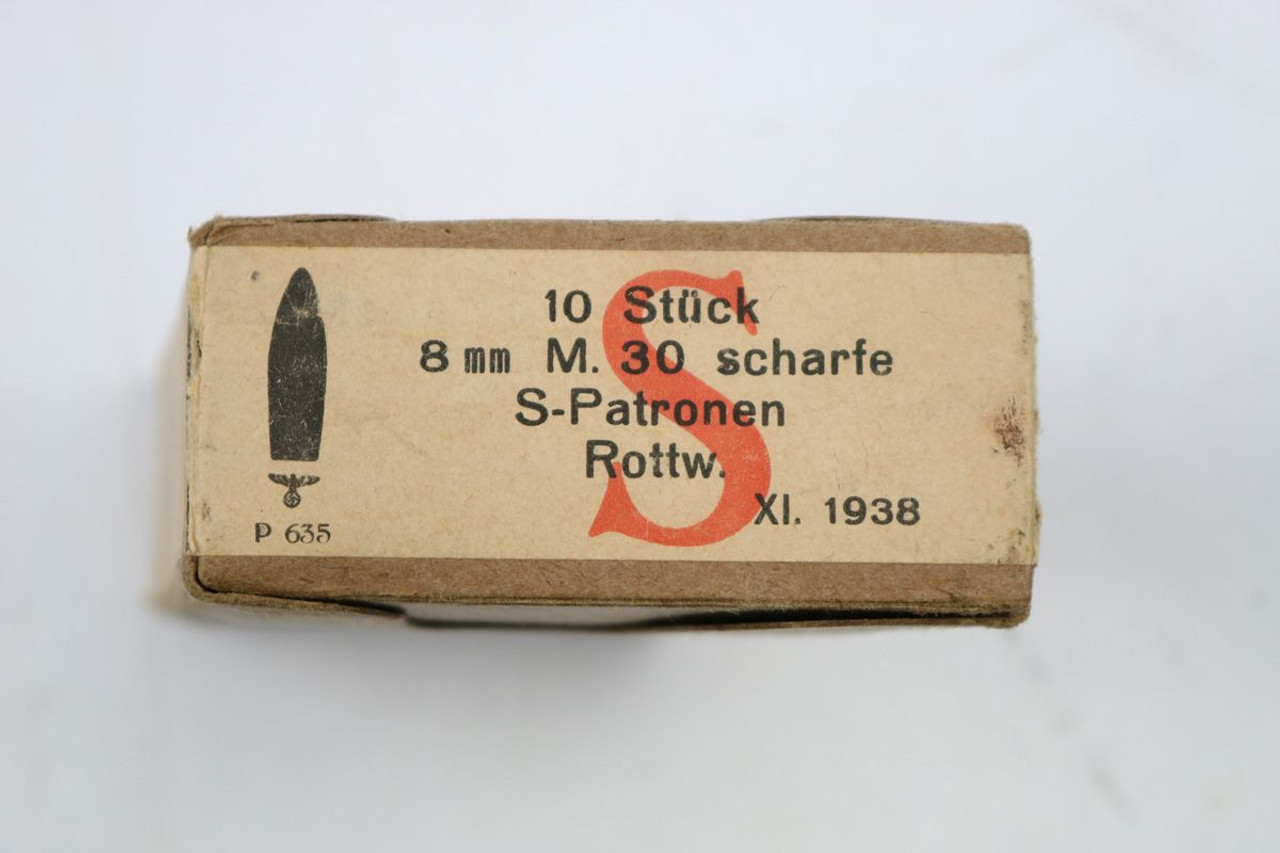 10 Stück
8 mm M. 30 scharfe
S-Patronen
Rottw.
XI. 1938
S
P 635